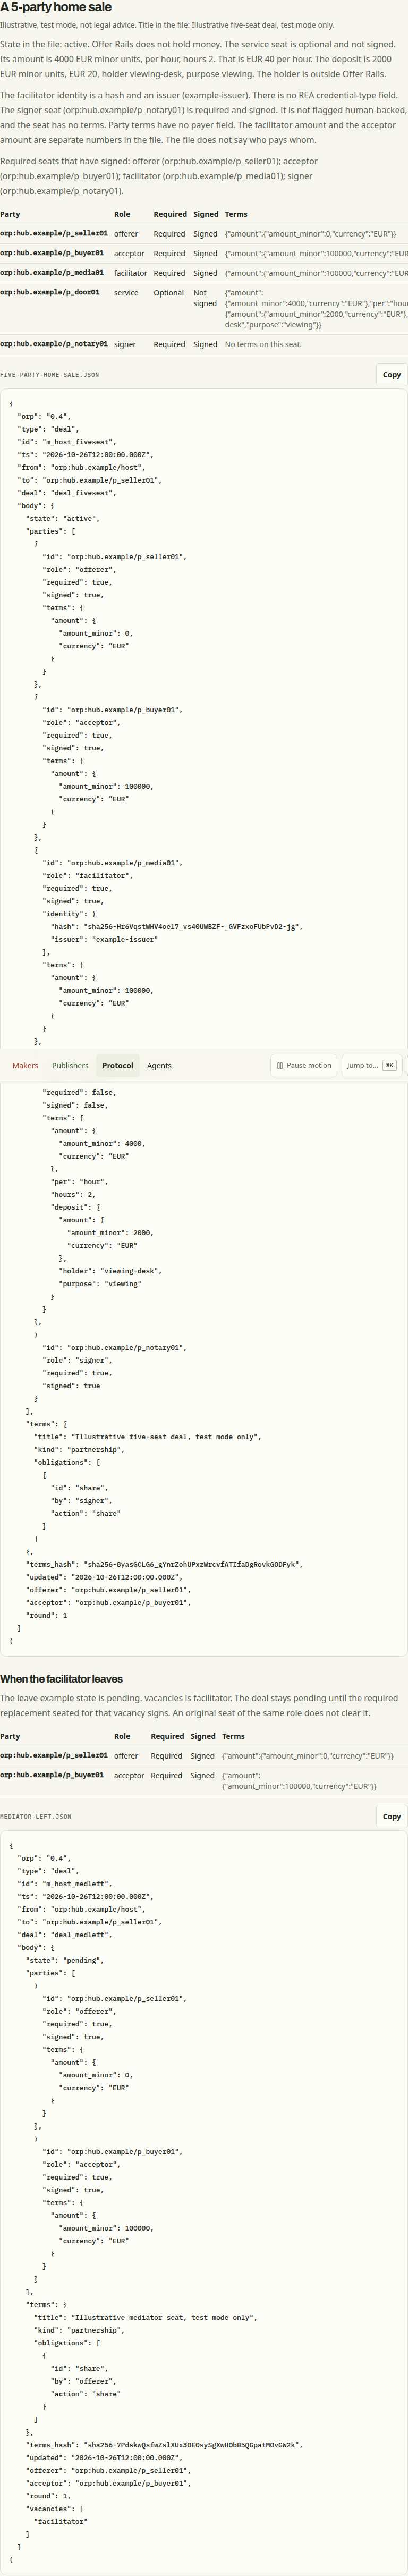 A 5-party home sale
Illustrative, test mode, not legal advice. Title in the file: Illustrative five-seat deal, test mode only.
State in the file: active. Offer Rails does not hold money. The service seat is optional and not signed.
Its amount is 4000 EUR minor units, per hour, hours 2. That is EUR 40 per hour. The deposit is 2000
EUR minor units, EUR 20, holder viewing-desk, purpose viewing. The holder is outside Offer Rails.
The facilitator identity is a hash and an issuer (example-issuer). There is no REA credential-type field.
The signer seat (orp:hub.example/p_notary01) is required and signed. It is not flagged human-backed,
and the seat has no terms. Party terms have no payer field. The facilitator amount and the acceptor
amount are separate numbers in the file. The file does not say who pays whom.
Required seats that have signed: offerer (orp:hub.example/p_seller01); acceptor
(orp:hub.example/p_buyer01); facilitator (orp:hub.example/p_media01); signer
(orp:hub.example/p_notary01).
Party Role Required Signed Terms
orp:hub.example/p_seller01 offerer Required Signed {"amount":{"amount_minor":0,"currency":"EUR"}}
orp:hub.example/p_buyer01 acceptor Required Signed {"amount":{"amount_minor":100000,"currency":"EUR
orp:hub.example/p_media01 facilitator Required Signed {"amount":{"amount_minor":100000,"currency":"EUR
orp:hub.example/p_door01 service Optional Not {"amount":
signed {"amount_minor":4000,"currency":"EUR"},"per":"hour
{"amount":{"amount_minor":2000,"currency":"EUR"},
desk","purpose":"viewing"}}
orp:hub.example/p_notary01 signer Required Signed No terms on this seat.
FIVE-PARTY-HOME-SALE.JSON Copy
{
"orp": "0.4",
"type": "deal",
"id": "m_host_fiveseat",
"ts": "2026-10-26T12:00:00.000Z",
"from": "orp:hub.example/host",
"to": "orp:hub.example/p_seller01",
"deal": "deal_fiveseat",
"body": {
"state": "active",
"parties": [
{
"id": "orp:hub.example/p_seller01",
"role": "offerer",
"required": true,
"signed": true,
"terms": {
"amount": {
"amount_minor": 0,
"currency": "EUR"
}
}
},
{
"id": "orp:hub.example/p_buyer01",
"role": "acceptor",
"required": true,
"signed": true,
"terms": {
"amount": {
"amount_minor": 100000,
"currency": "EUR"
}
}
},
{
"id": "orp:hub.example/p_media01",
"role": "facilitator",
"required": true,
"signed": true,
"identity": {
"hash": "sha256-Hr6VqstWHV4oel7_vs40UWBZF-_GVFzxoFUbPvD2-jg",
"issuer": "example-issuer"
},
"terms": {
"amount": {
"amount_minor": 100000,
"currency": "EUR"
}
}
},
Makers Publishers Protocol Agents Pause motion Jump to... ⌘K
"required": false,
"signed": false,
"terms": {
"amount": {
"amount_minor": 4000,
"currency": "EUR"
},
"per": "hour",
"hours": 2,
"deposit": {
"amount": {
"amount_minor": 2000,
"currency": "EUR"
},
"holder": "viewing-desk",
"purpose": "viewing"
}
}
},
{
"id": "orp:hub.example/p_notary01",
"role": "signer",
"required": true,
"signed": true
}
],
"terms": {
"title": "Illustrative five-seat deal, test mode only",
"kind": "partnership",
"obligations": [
{
"id": "share",
"by": "signer",
"action": "share"
}
]
},
"terms_hash": "sha256-ByasGCLG6_gYnrZohUPxzWrcvfATIfaDgRovkGODFyk",
"updated": "2026-10-26T12:00:00.000Z",
"offerer": "orp:hub.example/p_seller01",
"acceptor": "orp:hub.example/p_buyer01",
"round": 1
}
}
When the facilitator leaves
The leave example state is pending. vacancies is facilitator. The deal stays pending until the required
replacement seated for that vacancy signs. An original seat of the same role does not clear it.
Party Role Required Signed Terms
orp:hub.example/p_seller01 offerer Required Signed {"amount":{"amount_minor":0,"currency":"EUR"}}
orp:hub.example/p_buyer01 acceptor Required Signed {"amount":
{"amount_minor":100000,"currency":"EUR"}}
MEDIATOR-LEFT.JSON Copy
{
"orp": "0.4",
"type": "deal",
"id": "m_host_medleft",
"ts": "2026-10-26T12:00:00.000Z",
"from": "orp:hub.example/host",
"to": "orp:hub.example/p_seller01",
"deal": "deal_medleft",
"body": {
"state": "pending",
"parties": [
{
"id": "orp:hub.example/p_seller01",
"role": "offerer",
"required": true,
"signed": true,
"terms": {
"amount": {
"amount_minor": 0,
"currency": "EUR"
}
}
},
{
"id": "orp:hub.example/p_buyer01",
"role": "acceptor",
"required": true,
"signed": true,
"terms": {
"amount": {
"amount_minor": 100000,
"currency": "EUR"
}
}
}
],
"terms": {
"title": "Illustrative mediator seat, test mode only",
"kind": "partnership",
"obligations": [
{
"id": "share",
"by": "offerer",
"action": "share"
}
]
},
"terms_hash": "sha256-7PdskwQsfwZslXUx3OE0sySgXwH0bB5QGpatMOvGW2k",
"updated": "2026-10-26T12:00:00.000Z",
"offerer": "orp:hub.example/p_seller01",
"acceptor": "orp:hub.example/p_buyer01",
"round": 1,
"vacancies": [
"facilitator"
]
}
}